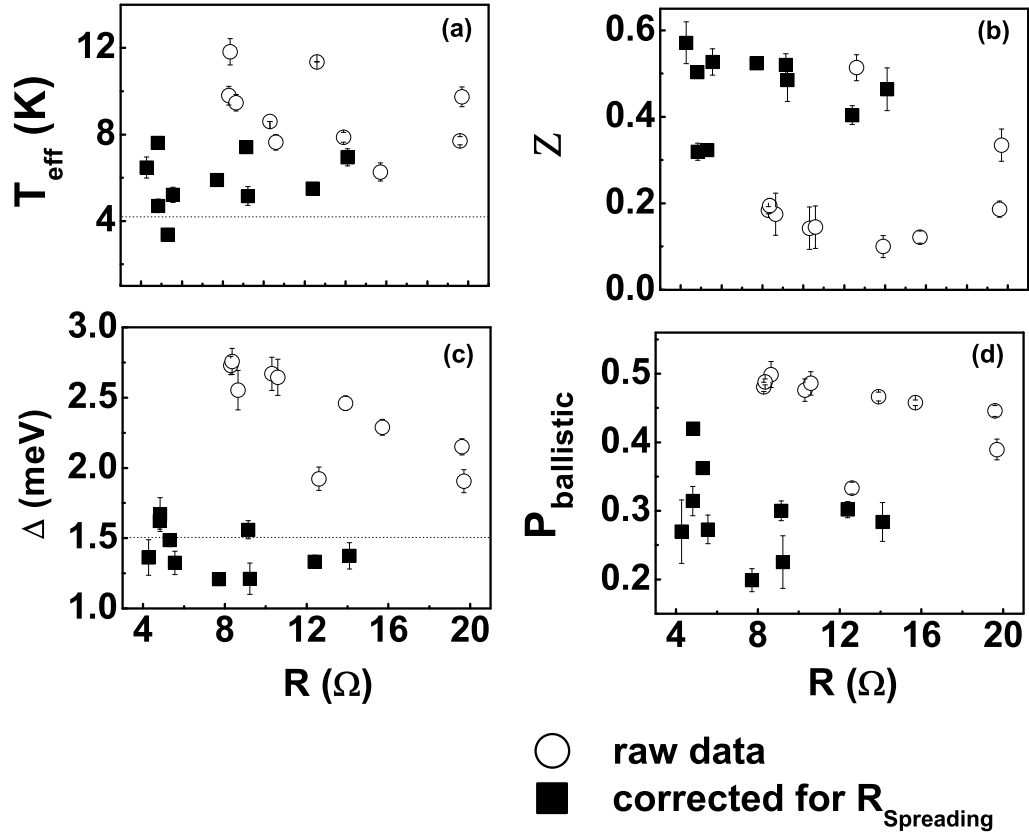 (a)
12
8
4
T_eff (K)
(b)
0.6
0.4
0.2
0.0
Z
(c)
3.0
2.5
2.0
1.5
1.0
Δ (meV)
4 8 12 16 20
R (Ω)
(d)
0.5
0.4
0.3
0.2
P_ballistic
4 8 12 16 20
R (Ω)
raw data
corrected for R_Spreading